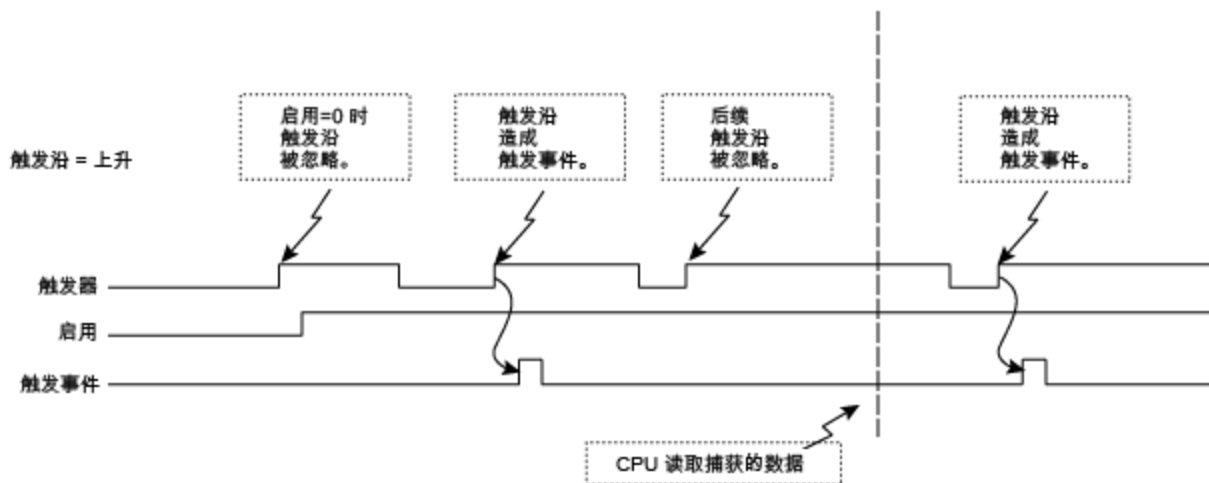 启用=0 时
触发沿
被忽略。
触发沿
造成
触发事件。
后续
触发沿
被忽略。
触发沿
造成
触发事件。
触发沿 = 上升
触发器
启用
触发事件
CPU 读取捕获的数据